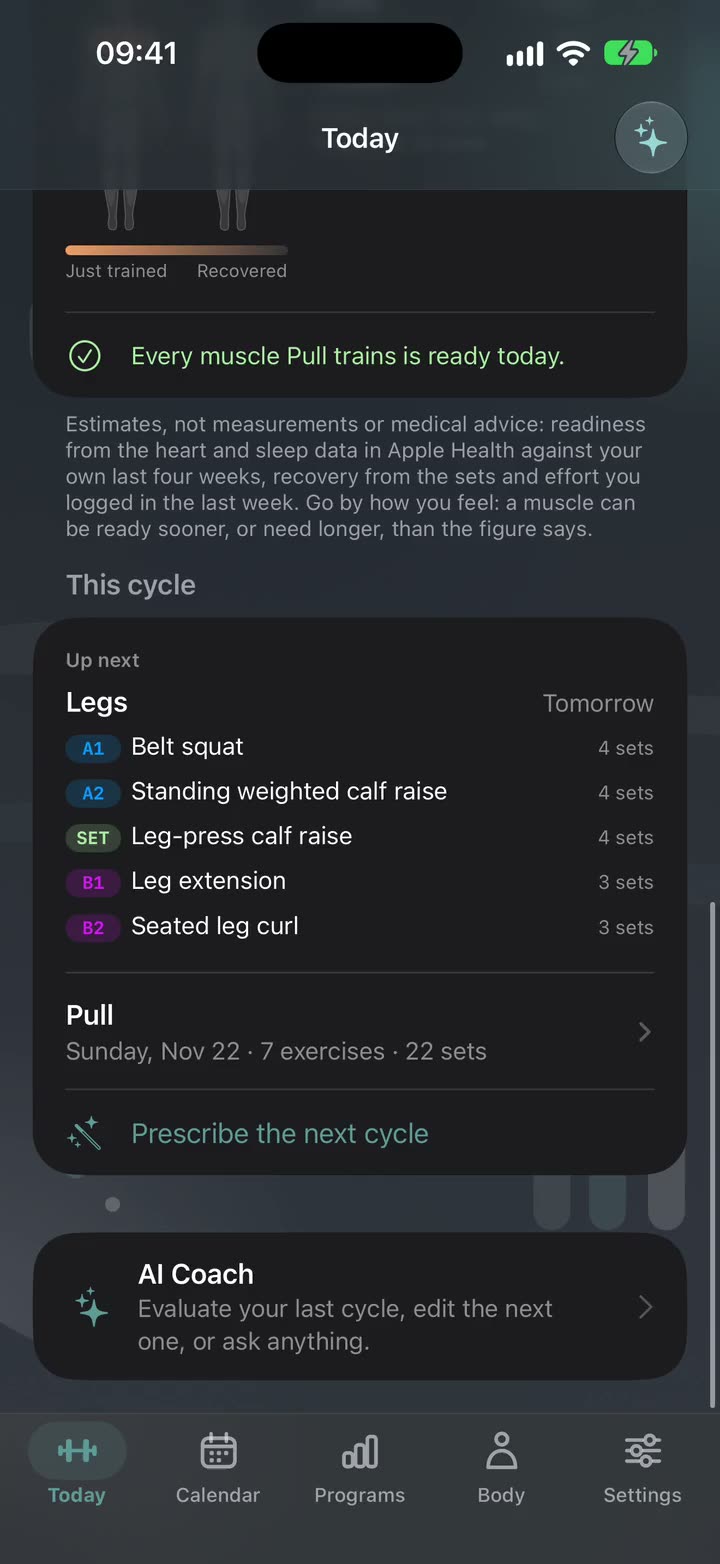 09:41
Today
Just trained
Recovered
Every muscle Pull trains is ready today.
Estimates, not measurements or medical advice: readiness
from the heart and sleep data in Apple Health against your
own last four weeks, recovery from the sets and effort you
logged in the last week. Go by how you feel: a muscle can
be ready sooner, or need longer, than the figure says.
This cycle
Up next
Legs Tomorrow
A1 Belt squat 4 sets
A2 Standing weighted calf raise 4 sets
SET Leg-press calf raise 4 sets
B1 Leg extension 3 sets
B2 Seated leg curl 3 sets
Pull
Sunday, Nov 22 · 7 exercises · 22 sets
Prescribe the next cycle
AI Coach
Evaluate your last cycle, edit the next
one, or ask anything.
Today Calendar Programs Body Settings